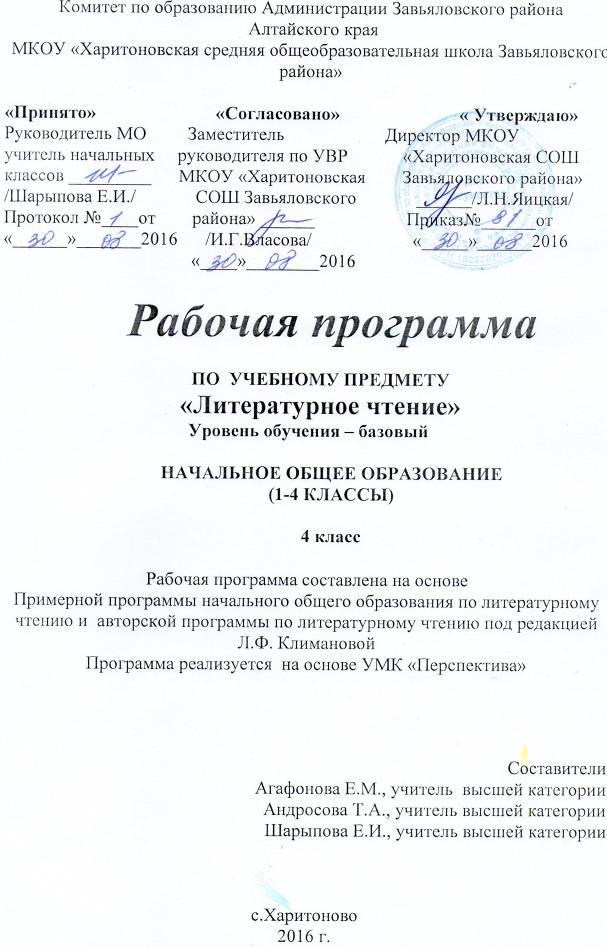 Комитет по образованию Администрации Завьяловского района
Алтайского края
МКОУ «Харитоновская средняя общеобразовательная школа Завьяловского
района»
«Принято»
Руководитель МО
учитель начальных
классов _________
/Шарыпова Е.И./
Протокол № 1 от
« 30 » 08 2016
«Согласовано»
Заместитель
руководителя по УВР
МКОУ «Харитоновская
СОШ Завьяловского
района» ______
/И.Г.Власова/
« 30 » 08 2016
« Утверждаю»
Директор МКОУ
«Харитоновская СОШ
Завьяловского района»
______/Л.Н.Яицкая/
Приказ№ 81 от
« 30 » 08 2016
Рабочая программа
ПО УЧЕБНОМУ ПРЕДМЕТУ
«Литературное чтение»
Уровень обучения – базовый
НАЧАЛЬНОЕ ОБЩЕЕ ОБРАЗОВАНИЕ
(1-4 КЛАССЫ)
4 класс
Рабочая программа составлена на основе
Примерной программы начального общего образования по литературному
чтению и авторской программы по литературному чтению под редакцией
Л.Ф. Климановой
Программа реализуется на основе УМК «Перспектива»
Составители
Агафонова Е.М., учитель высшей категории
Андросова Т.А., учитель высшей категории
Шарыпова Е.И., учитель высшей категории
с.Харитоново
2016 г.